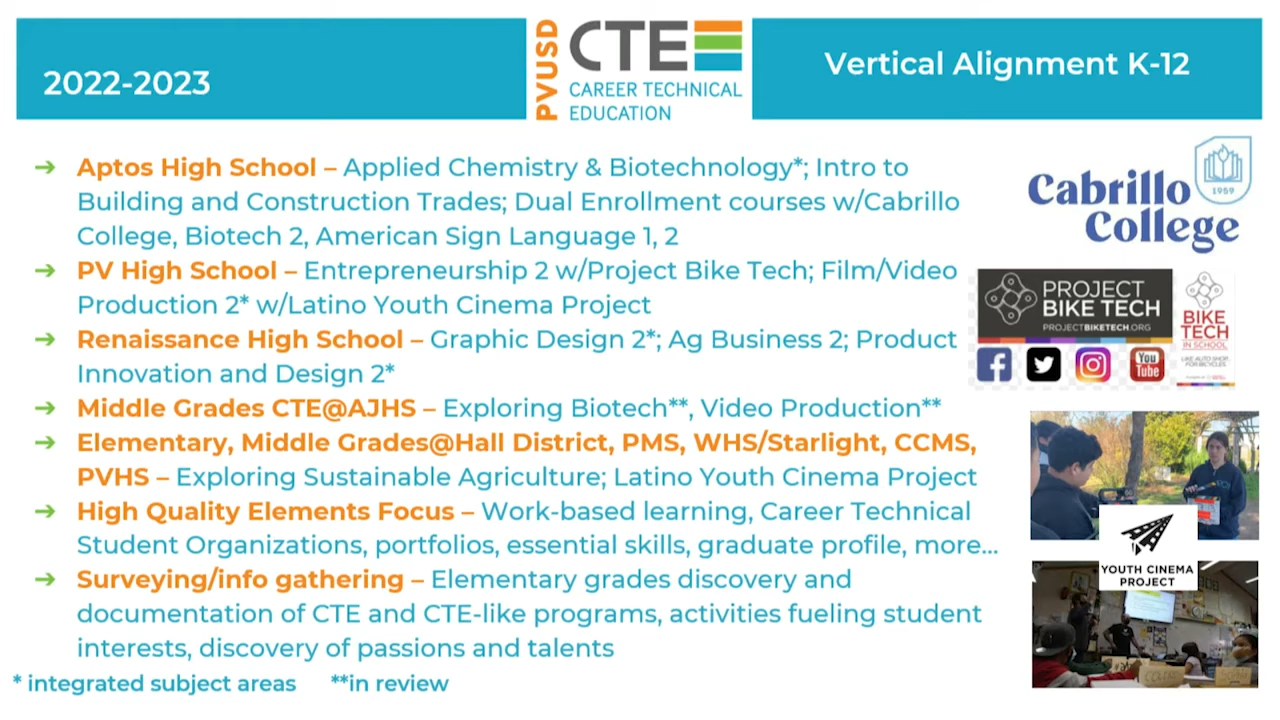 2022-2023
PVUSD
CTE
CAREER TECHNICAL
EDUCATION
Vertical Alignment K-12
➔ Aptos High School – Applied Chemistry & Biotechnology*; Intro to
Building and Construction Trades; Dual Enrollment courses w/Cabrillo
College, Biotech 2, American Sign Language 1, 2
➔ PV High School – Entrepreneurship 2 w/Project Bike Tech; Film/Video
Production 2* w/Latino Youth Cinema Project
➔ Renaissance High School – Graphic Design 2*; Ag Business 2; Product
Innovation and Design 2*
➔ Middle Grades CTE@AJHS – Exploring Biotech**, Video Production**
➔ Elementary, Middle Grades@Hall District, PMS, WHS/Starlight, CCMS,
PVHS – Exploring Sustainable Agriculture; Latino Youth Cinema Project
➔ High Quality Elements Focus – Work-based learning, Career Technical
Student Organizations, portfolios, essential skills, graduate profile, more...
➔ Surveying/info gathering – Elementary grades discovery and
documentation of CTE and CTE-like programs, activities fueling student
interests, discovery of passions and talents
* integrated subject areas **in review
1959
Cabrillo
College
PROJECT
BIKE TECH
PROJECTBIKETECH.ORG
BIKE
TECH
IN SCHOOL
LIKE AUTO SHOP.
FOR BICYCLES.
You
Tube
YOUTH CINEMA
PROJECT